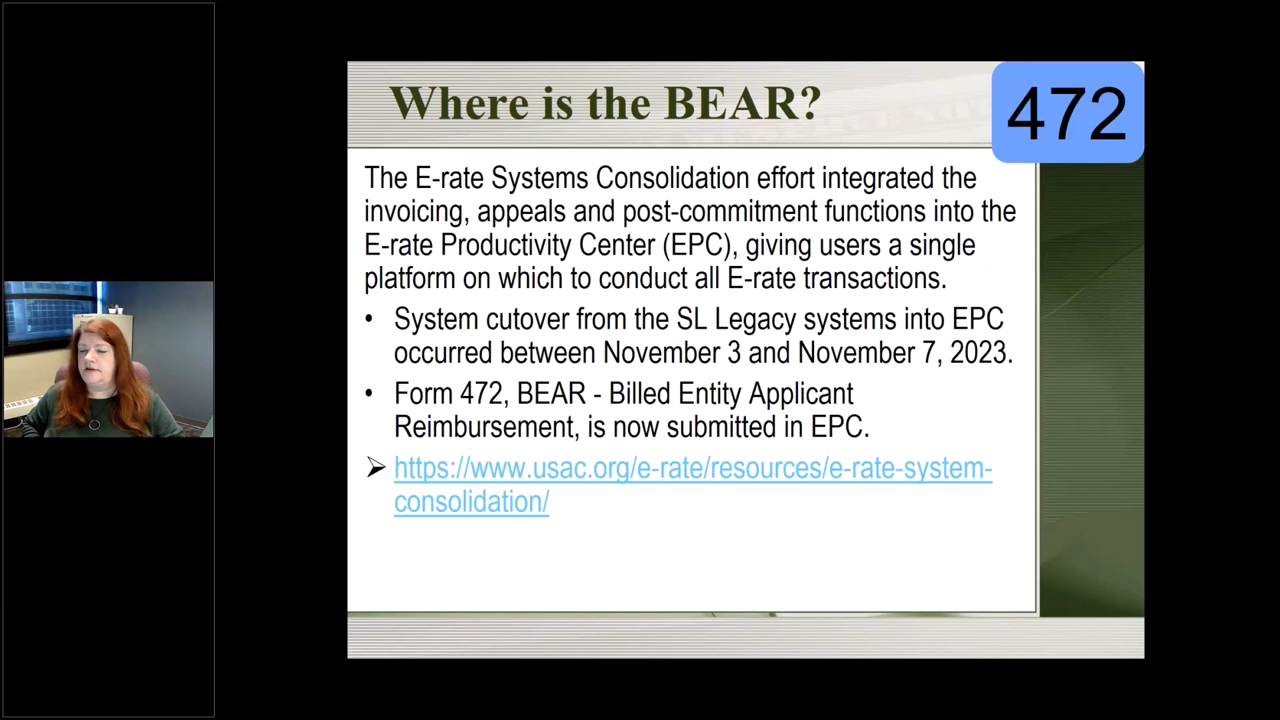 Where is the BEAR?
472
The E-rate Systems Consolidation effort integrated the
invoicing, appeals and post-commitment functions into the
E-rate Productivity Center (EPC), giving users a single
platform on which to conduct all E-rate transactions.
• System cutover from the SL Legacy systems into EPC
occurred between November 3 and November 7, 2023.
• Form 472, BEAR - Billed Entity Applicant
Reimbursement, is now submitted in EPC.
➢ https://www.usac.org/e-rate/resources/e-rate-system-
consolidation/